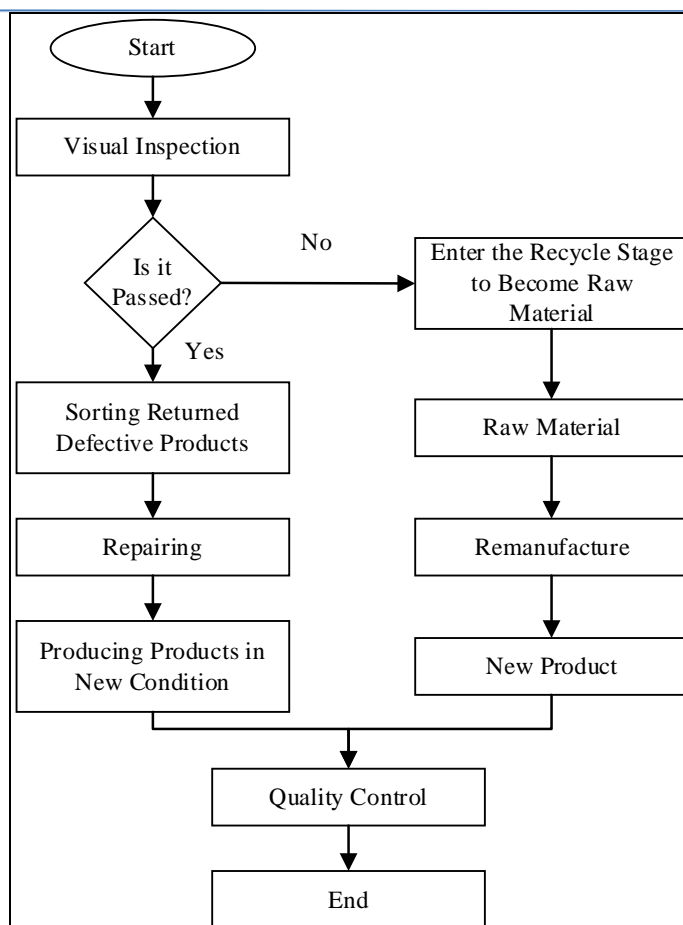 Start
Visual Inspection
Is it
Passed?
No
Yes
Enter the Recycle Stage
to Become Raw
Material
Sorting Returned
Defective Products
Raw Material
Repairing
Remanufacture
Producing Products in
New Condition
New Product
Quality Control
End